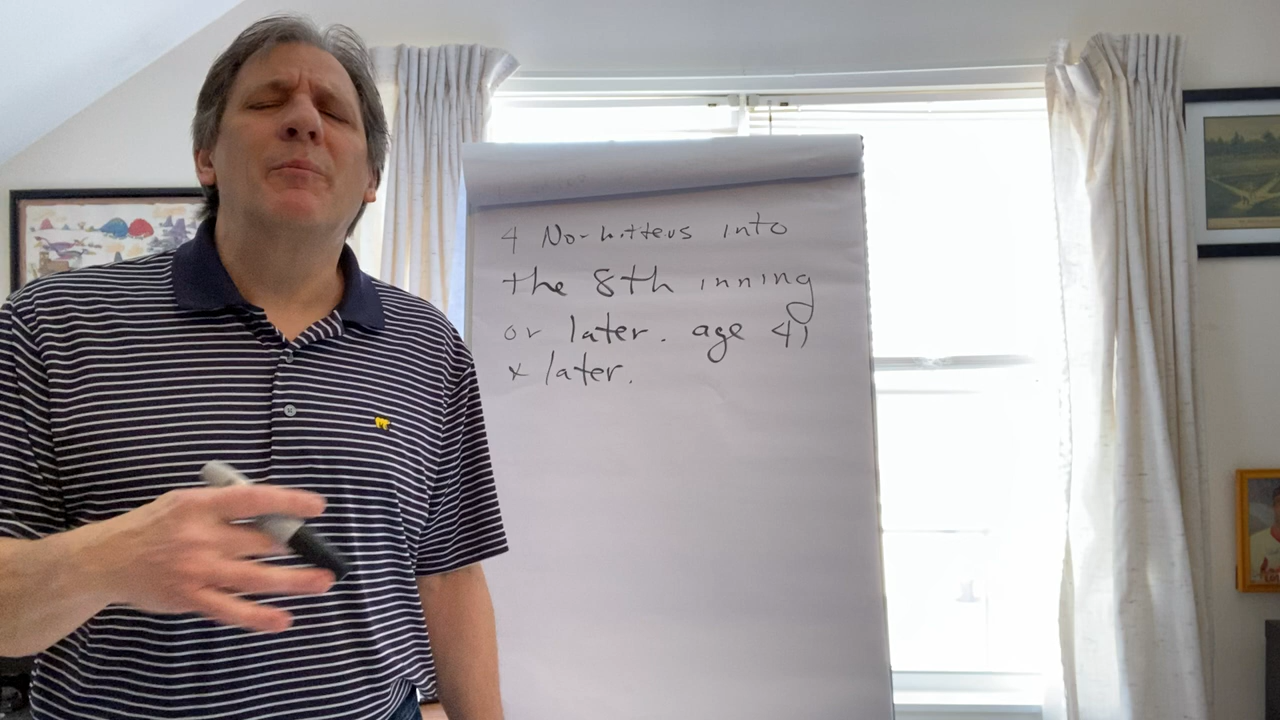 4 No-hitters into
the 8th inning
or later. age 41
x later.